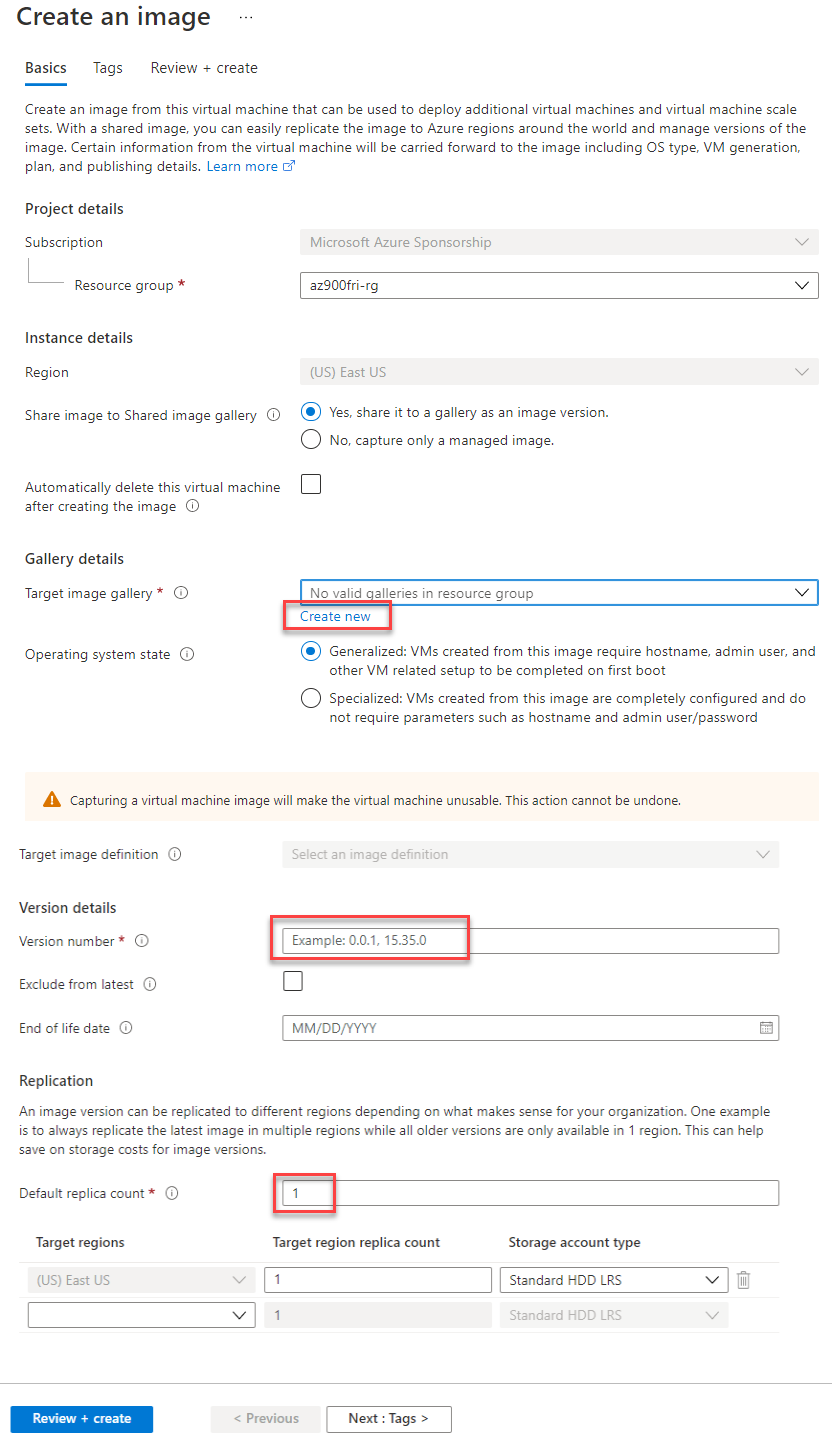 Create an image ...
Basics Tags Review + create
Create an image from this virtual machine that can be used to deploy additional virtual machines and virtual machine scale
sets. With a shared image, you can easily replicate the image to Azure regions around the world and manage versions of the
image. Certain information from the virtual machine will be carried forward to the image including OS type, VM generation,
plan, and publishing details. Learn more
Project details
Subscription Microsoft Azure Sponsorship
Resource group * az900fri-rg
Instance details
Region (US) East US
Share image to Shared image gallery Yes, share it to a gallery as an image version.
No, capture only a managed image.
Automatically delete this virtual machine
after creating the image
Gallery details
Target image gallery * No valid galleries in resource group
Create new
Operating system state Generalized: VMs created from this image require hostname, admin user, and
other VM related setup to be completed on first boot
Specialized: VMs created from this image are completely configured and do
not require parameters such as hostname and admin user/password
Capturing a virtual machine image will make the virtual machine unusable. This action cannot be undone.
Target image definition Select an image definition
Version details
Version number * Example: 0.0.1, 15.35.0
Exclude from latest
End of life date MM/DD/YYYY
Replication
An image version can be replicated to different regions depending on what makes sense for your organization. One example
is to always replicate the latest image in multiple regions while all older versions are only available in 1 region. This can help
save on storage costs for image versions.
Default replica count * 1
Target regions Target region replica count Storage account type
(US) East US 1 Standard HDD LRS
1 Standard HDD LRS
Review + create < Previous Next : Tags >